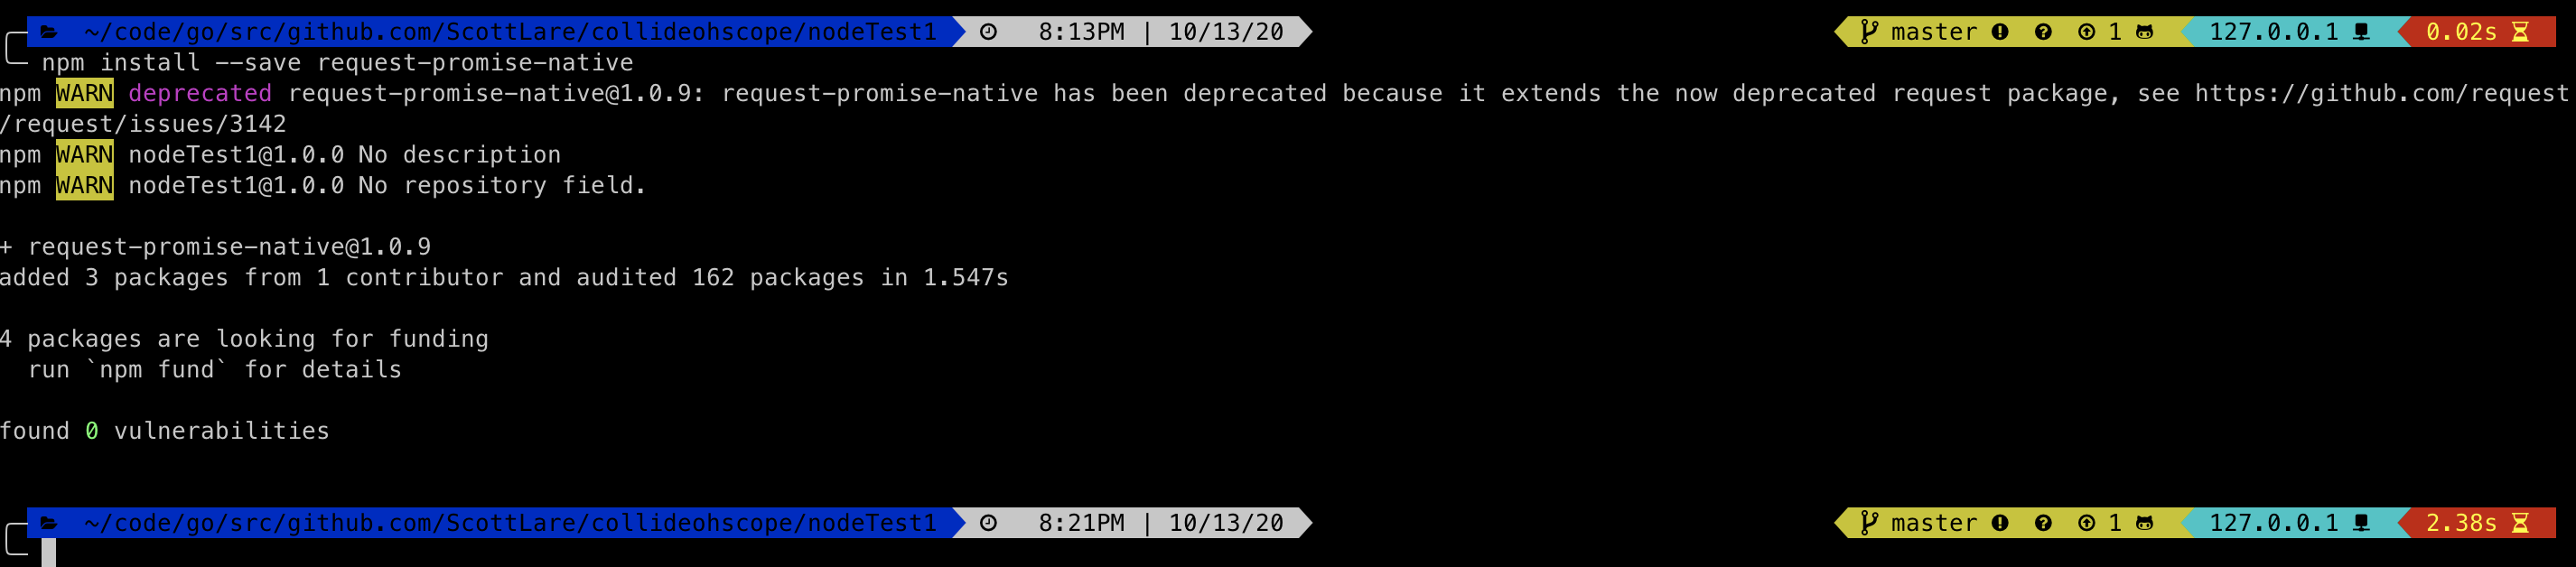 ~/code/go/src/github.com/ScottLare/collideohscope/nodeTest1 8:13PM | 10/13/20 master 1 127.0.0.1 0.02s
npm install --save request-promise-native
npm WARN deprecated request-promise-native@1.0.9: request-promise-native has been deprecated because it extends the now deprecated request package, see https://github.com/request
/request/issues/3142
npm WARN nodeTest1@1.0.0 No description
npm WARN nodeTest1@1.0.0 No repository field.
+ request-promise-native@1.0.9
added 3 packages from 1 contributor and audited 162 packages in 1.547s
4 packages are looking for funding
run `npm fund` for details
found 0 vulnerabilities
~/code/go/src/github.com/ScottLare/collideohscope/nodeTest1 8:21PM | 10/13/20 master 1 127.0.0.1 2.38s